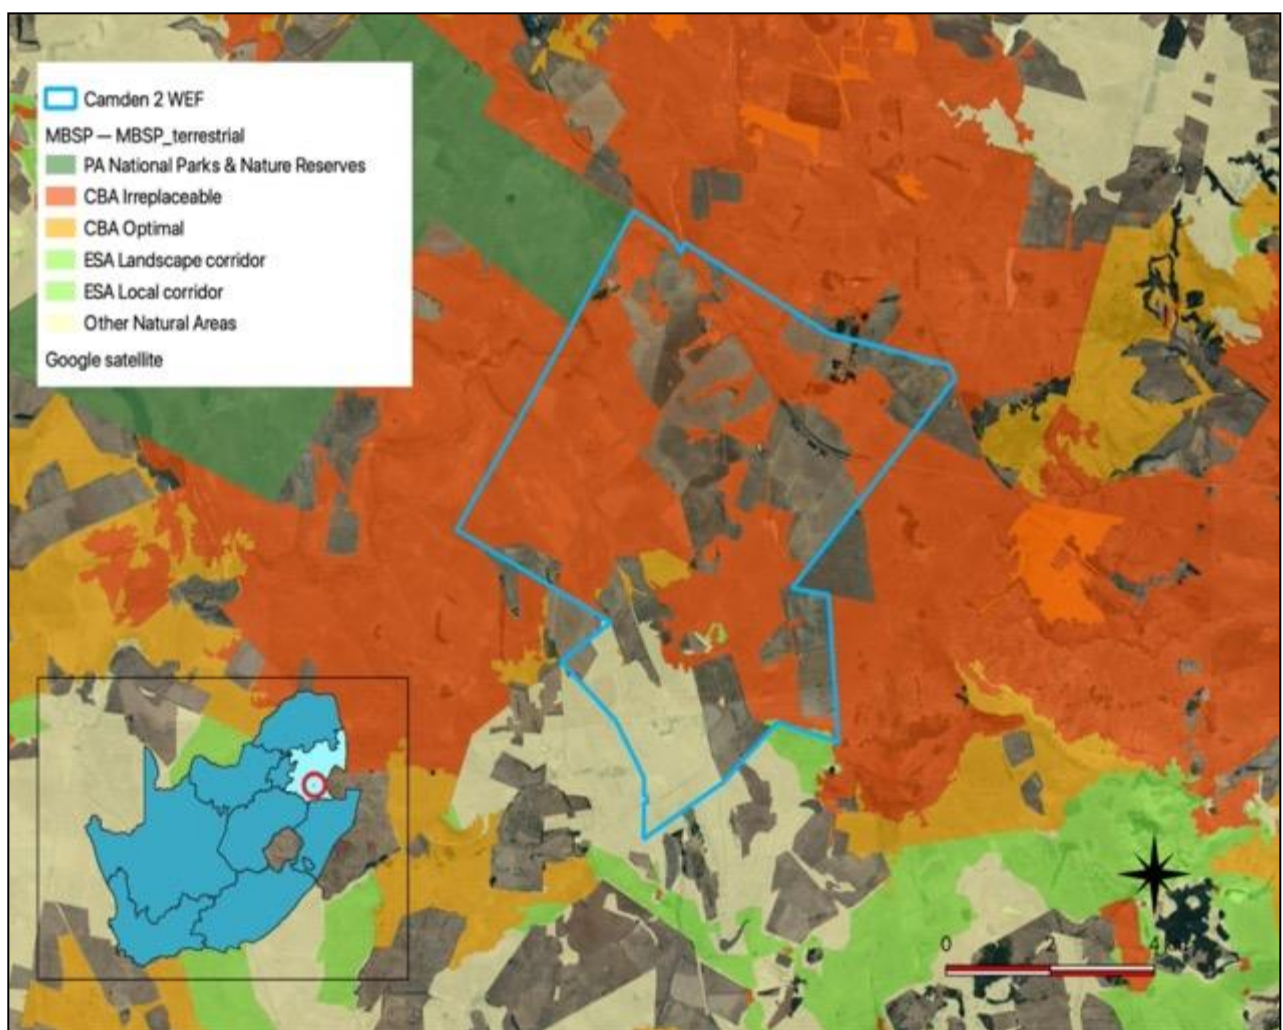 Camden 2 WEF
MBSP — MBSP_terrestrial
PA National Parks & Nature Reserves
CBA Irreplaceable
CBA Optimal
ESA Landscape corridor
ESA Local corridor
Other Natural Areas
Google satellite
0 2 4